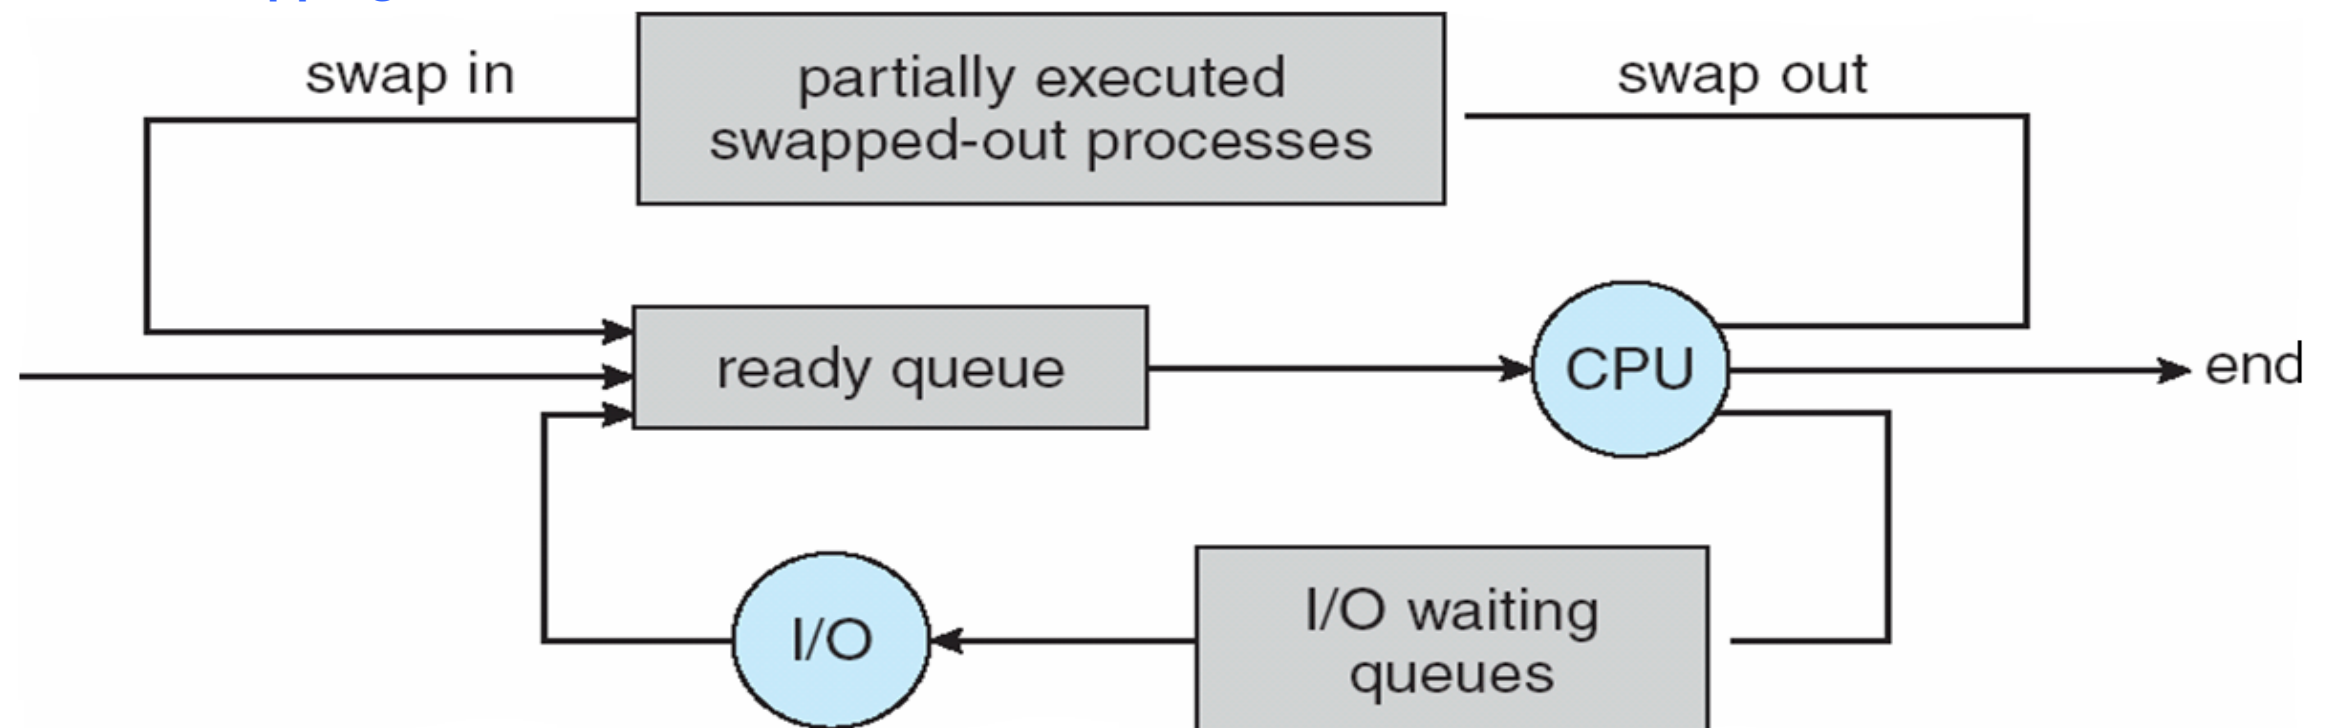 swap in
partially executed
swapped-out processes
swap out
ready queue
CPU
end
I/O
I/O waiting
queues